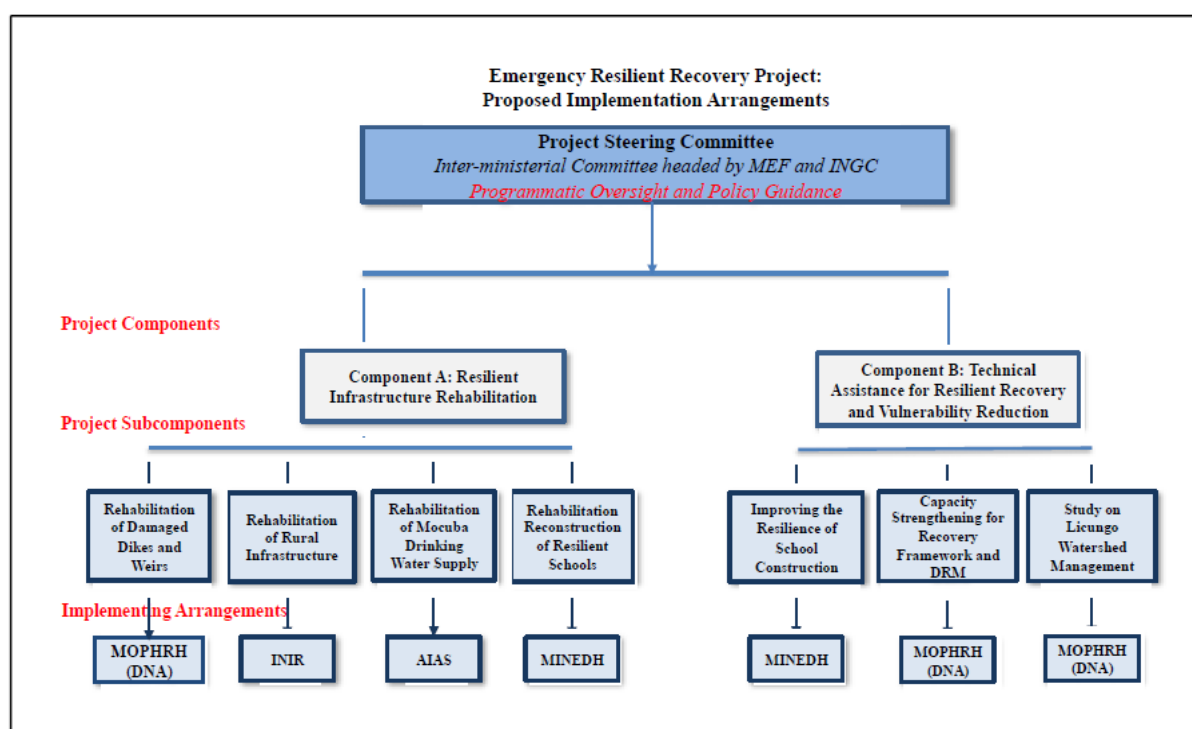 Emergency Resilient Recovery Project:
Proposed Implementation Arrangements
Project Steering Committee
Inter-ministerial Committee headed by MEF and INGC
Programmatic Oversight and Policy Guidance
Project Components
Component A: Resilient
Infrastructure Rehabilitation
Component B: Technical
Assistance for Resilient Recovery
and Vulnerability Reduction
Project Subcomponents
Rehabilitation
of Damaged
Dikes and
Weirs
Rehabilitation
of Rural
Infrastructure
Rehabilitation
of Mocuba
Drinking
Water Supply
Rehabilitation
Reconstruction
of Resilient
Schools
Improving the
Resilience of
School
Construction
Capacity
Strengthening for
Recovery
Framework and
DRM
Study on
Licungo
Watershed
Management
Implementing Arrangements
MOPHRH
(DNA)
INIR
AIAS
MINEDH
MINEDH
MOPHRH
(DNA)
MOPHRH
(DNA)